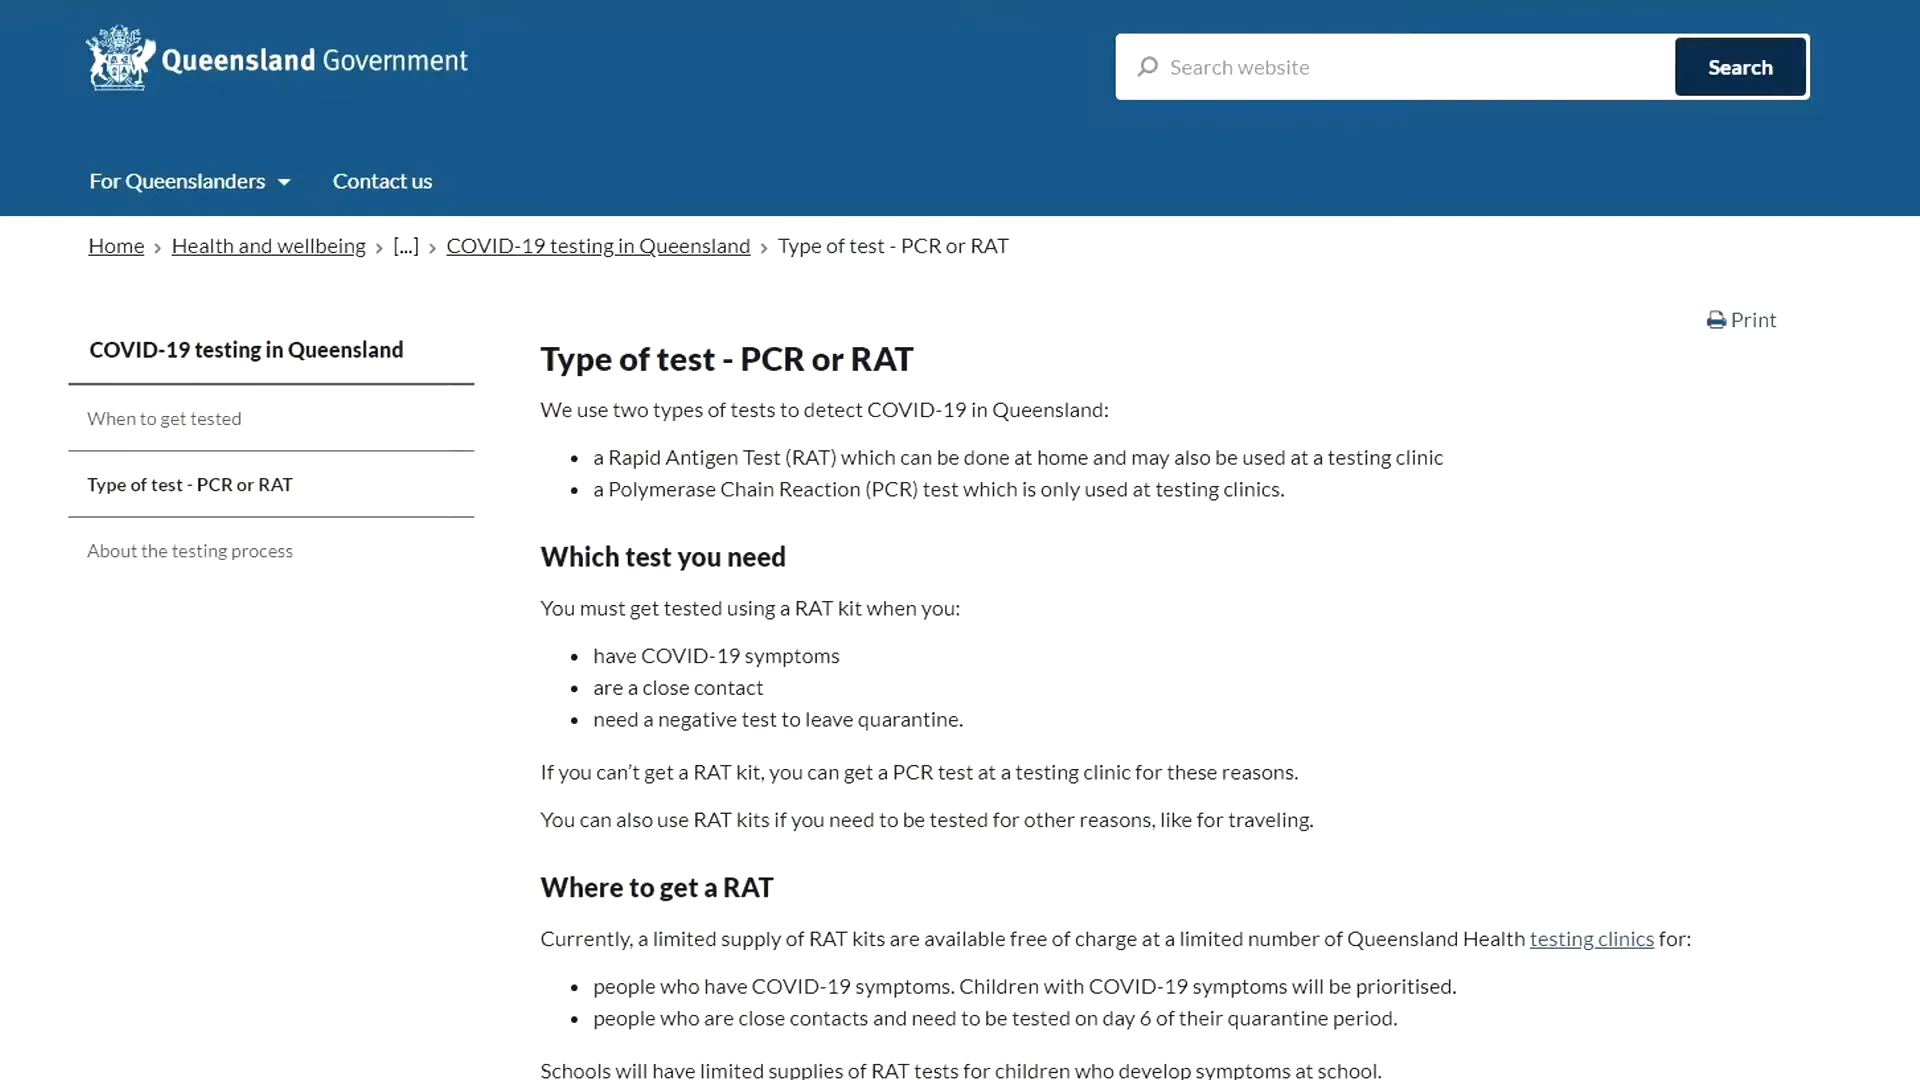 Queensland Government
Search website
Search
For Queenslanders
Contact us
Home > Health and wellbeing > [...] > COVID-19 testing in Queensland > Type of test - PCR or RAT
Print
COVID-19 testing in Queensland
When to get tested
Type of test - PCR or RAT
About the testing process
Type of test - PCR or RAT
We use two types of tests to detect COVID-19 in Queensland:
• a Rapid Antigen Test (RAT) which can be done at home and may also be used at a testing clinic
• a Polymerase Chain Reaction (PCR) test which is only used at testing clinics.
Which test you need
You must get tested using a RAT kit when you:
• have COVID-19 symptoms
• are a close contact
• need a negative test to leave quarantine.
If you can't get a RAT kit, you can get a PCR test at a testing clinic for these reasons.
You can also use RAT kits if you need to be tested for other reasons, like for traveling.
Where to get a RAT
Currently, a limited supply of RAT kits are available free of charge at a limited number of Queensland Health testing clinics for:
• people who have COVID-19 symptoms. Children with COVID-19 symptoms will be prioritised.
• people who are close contacts and need to be tested on day 6 of their quarantine period.
Schools will have limited supplies of RAT tests for children who develop symptoms at school.